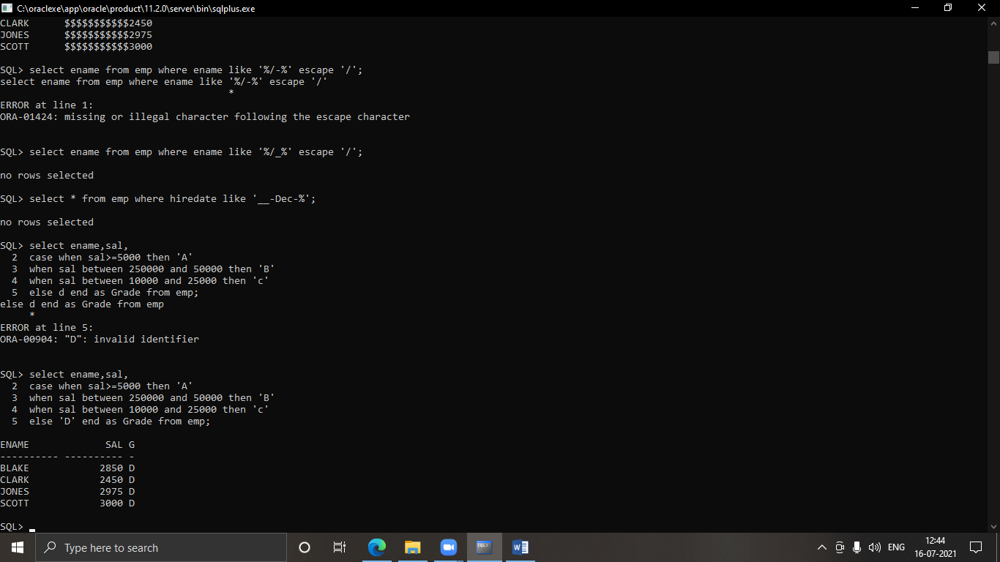 C:\oraclexe\app\oracle\product\11.2.0\server\bin\sqlplus.exe
CLARK      $$$$$$$$$$$2450
JONES      $$$$$$$$$$$2975
SCOTT      $$$$$$$$$$$3000
SQL> select ename from emp where ename like '%/-%' escape '/';
select ename from emp where ename like '%/-%' escape '/'
                                       *
ERROR at line 1:
ORA-01424: missing or illegal character following the escape character
SQL> select ename from emp where ename like '%/_%' escape '/';
no rows selected
SQL> select * from emp where hiredate like '__-Dec-%';
no rows selected
SQL> select ename,sal,
  2  case when sal>=5000 then 'A'
  3  when sal between 250000 and 50000 then 'B'
  4  when sal between 10000 and 25000 then 'c'
  5  else d end as Grade from emp;
else d end as Grade from emp
     *
ERROR at line 5:
ORA-00904: "D": invalid identifier
SQL> select ename,sal,
  2  case when sal>=5000 then 'A'
  3  when sal between 250000 and 50000 then 'B'
  4  when sal between 10000 and 25000 then 'c'
  5  else 'D' end as Grade from emp;
ENAME             SAL G
---------- ---------- -
BLAKE            2850 D
CLARK            2450 D
JONES            2975 D
SCOTT            3000 D
SQL>
Type here to search
SQL>
W
ENG
12:44
16-07-2021